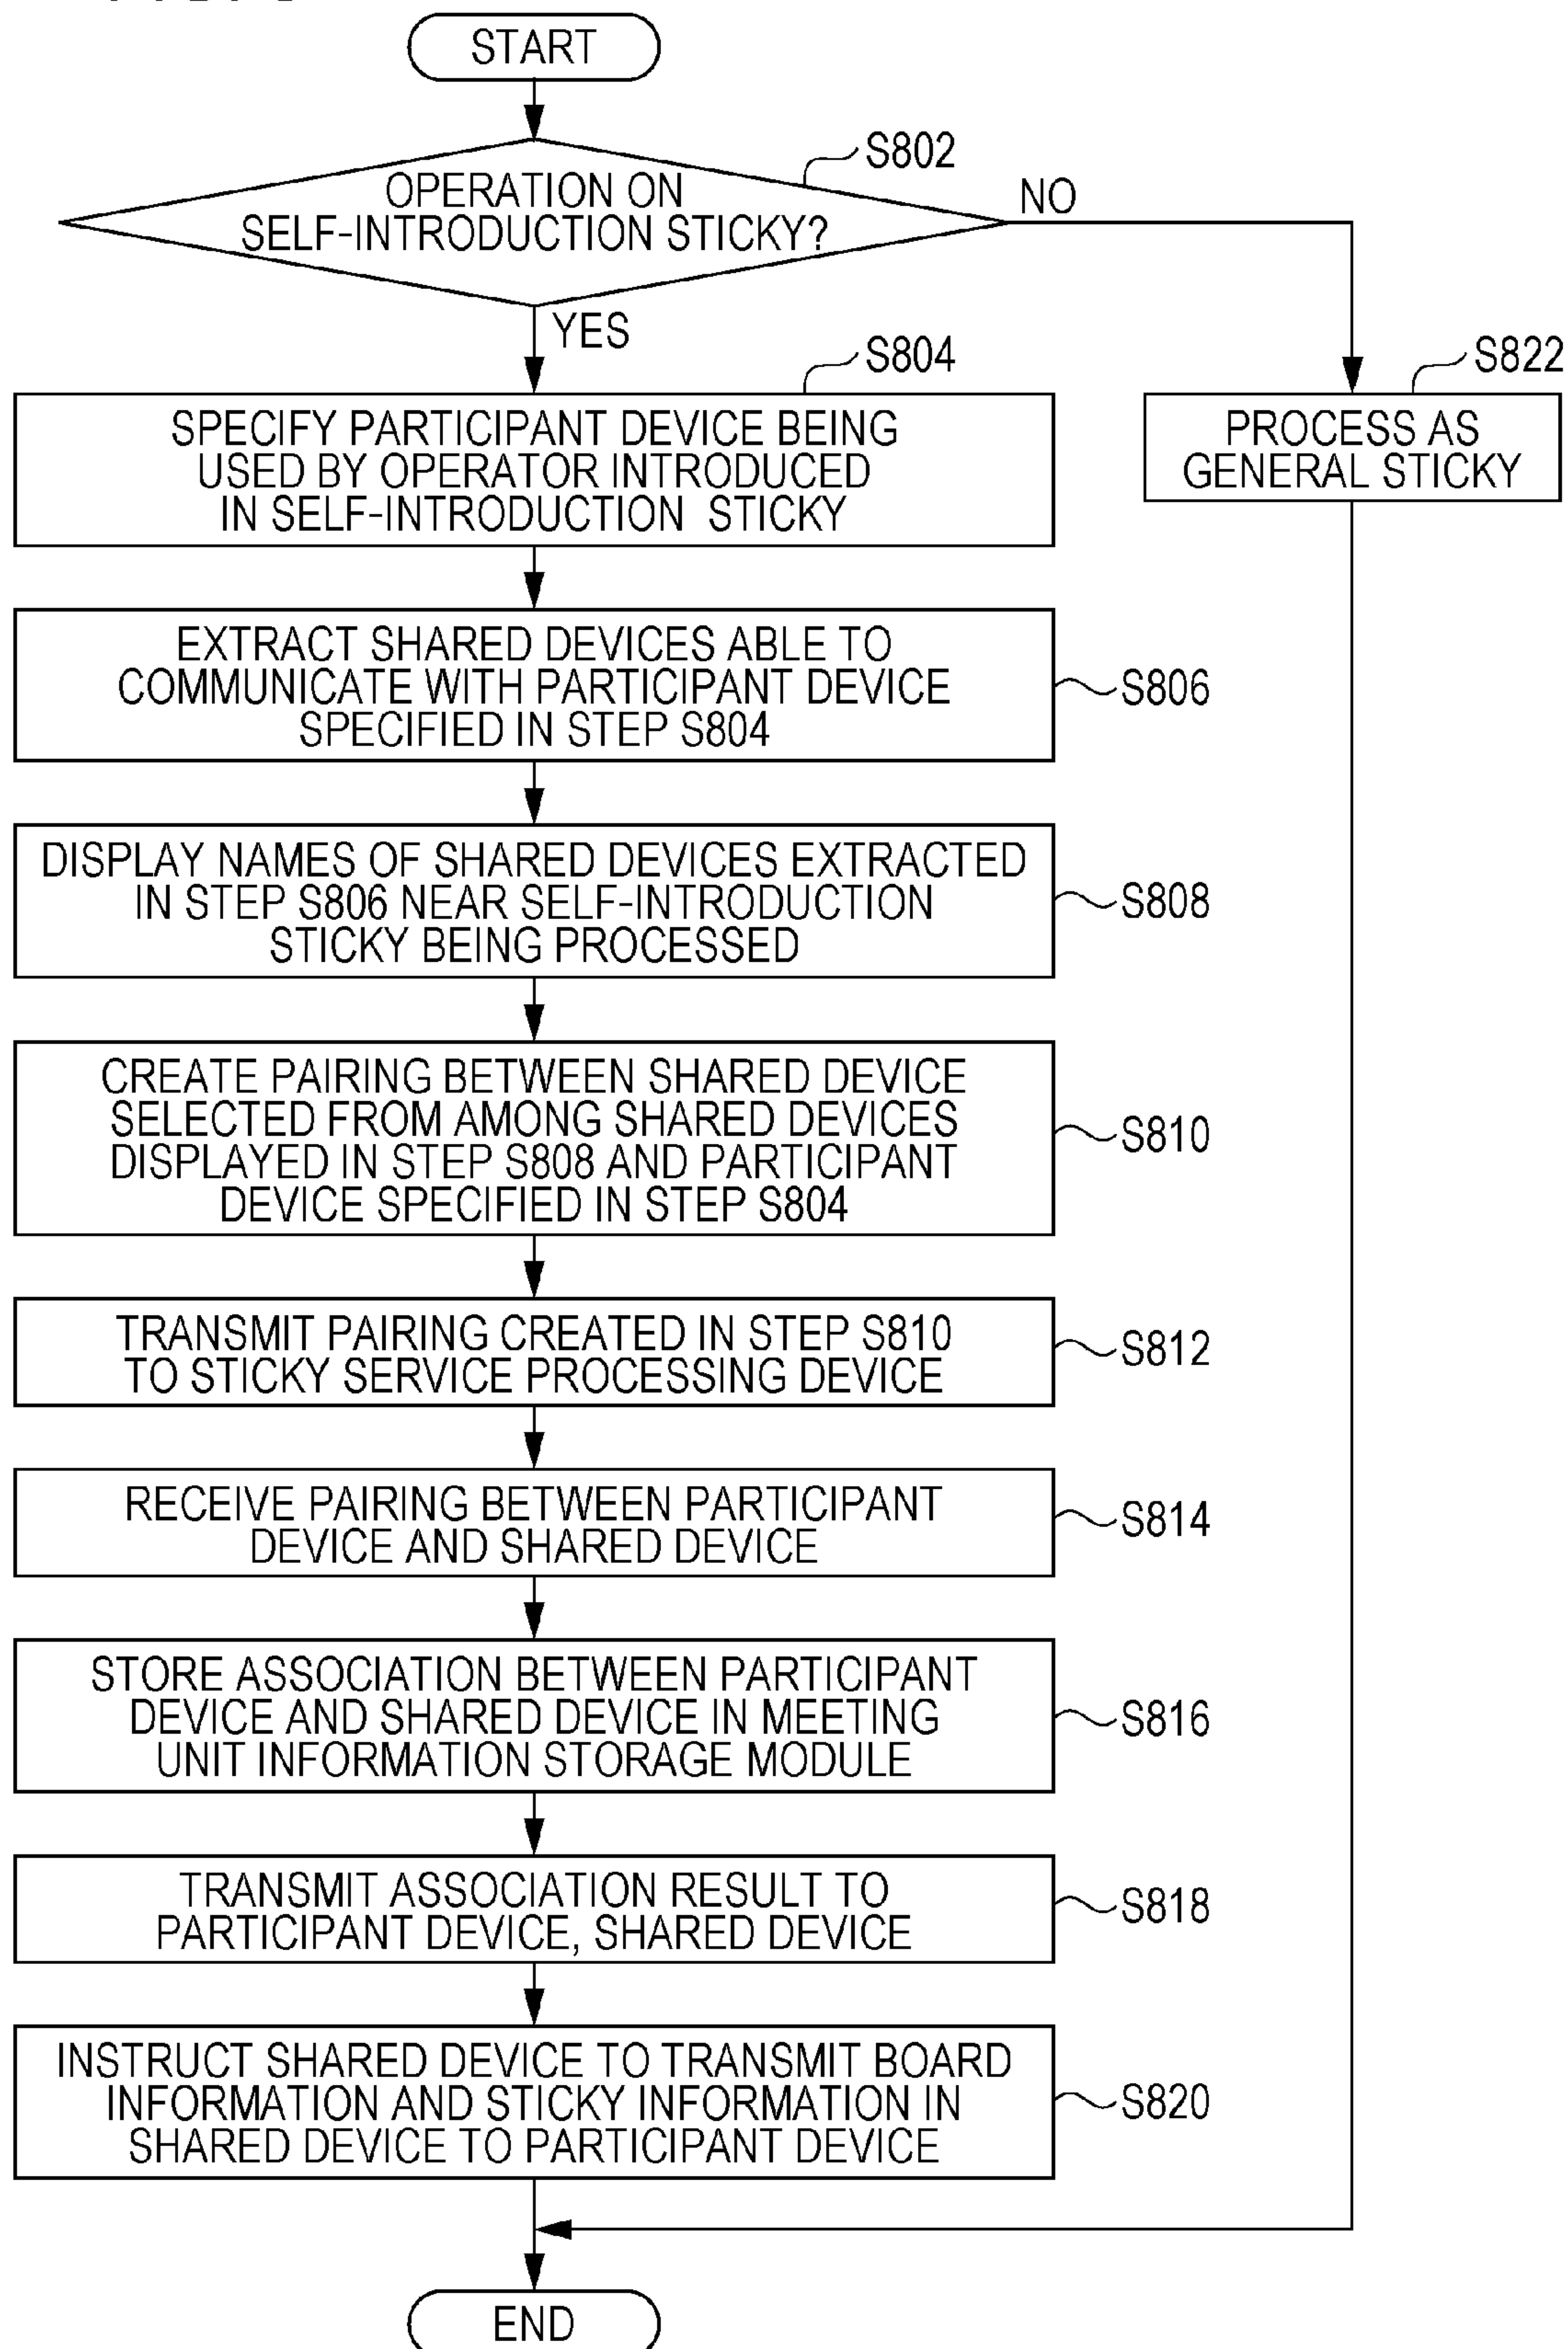 START
S802
OPERATION ON
SELF-INTRODUCTION STICKY?
NO
YES
S804
SPECIFY PARTICIPANT DEVICE BEING
USED BY OPERATOR INTRODUCED
IN SELF-INTRODUCTION STICKY
S822
PROCESS AS
GENERAL STICKY
EXTRACT SHARED DEVICES ABLE TO
COMMUNICATE WITH PARTICIPANT DEVICE
SPECIFIED IN STEP S804
S806
DISPLAY NAMES OF SHARED DEVICES EXTRACTED
IN STEP S806 NEAR SELF-INTRODUCTION
STICKY BEING PROCESSED
S808
CREATE PAIRING BETWEEN SHARED DEVICE
SELECTED FROM AMONG SHARED DEVICES
DISPLAYED IN STEP S808 AND PARTICIPANT
DEVICE SPECIFIED IN STEP S804
S810
TRANSMIT PAIRING CREATED IN STEP S810
TO STICKY SERVICE PROCESSING DEVICE
S812
RECEIVE PAIRING BETWEEN PARTICIPANT
DEVICE AND SHARED DEVICE
S814
STORE ASSOCIATION BETWEEN PARTICIPANT
DEVICE AND SHARED DEVICE IN MEETING
UNIT INFORMATION STORAGE MODULE
S816
TRANSMIT ASSOCIATION RESULT TO
PARTICIPANT DEVICE, SHARED DEVICE
S818
INSTRUCT SHARED DEVICE TO TRANSMIT BOARD
INFORMATION AND STICKY INFORMATION IN
SHARED DEVICE TO PARTICIPANT DEVICE
S820
END